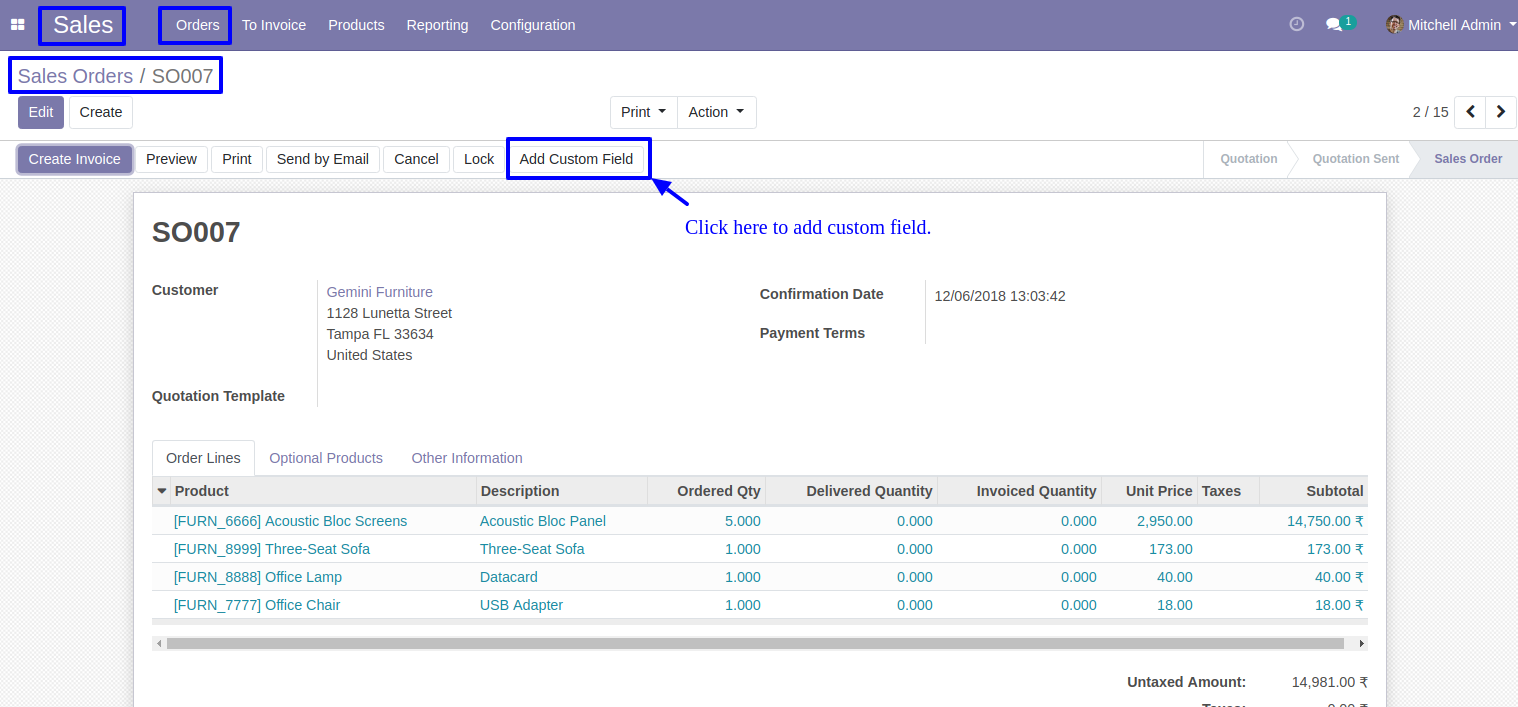 Sales Orders To Invoice Products Reporting Configuration 1 Mitchell Admin
Sales Orders / SO007
Edit Create Print Action 2 / 15
Create Invoice Preview Print Send by Email Cancel Lock Add Custom Field Quotation Quotation Sent Sales Order
Click here to add custom field.
SO007
Customer Gemini Furniture
1128 Lunetta Street
Tampa FL 33634
United States
Confirmation Date 12/06/2018 13:03:42
Payment Terms
Quotation Template
Order Lines Optional Products Other Information
Product Description Ordered Qty Delivered Quantity Invoiced Quantity Unit Price Taxes Subtotal
[FURN_6666] Acoustic Bloc Screens Acoustic Bloc Panel 5.000 0.000 0.000 2,950.00 14,750.00 ₹
[FURN_8999] Three-Seat Sofa Three-Seat Sofa 1.000 0.000 0.000 173.00 173.00 ₹
[FURN_8888] Office Lamp Datacard 1.000 0.000 0.000 40.00 40.00 ₹
[FURN_7777] Office Chair USB Adapter 1.000 0.000 0.000 18.00 18.00 ₹
Untaxed Amount: 14,981.00 ₹
Taxes: 0.00 ₹